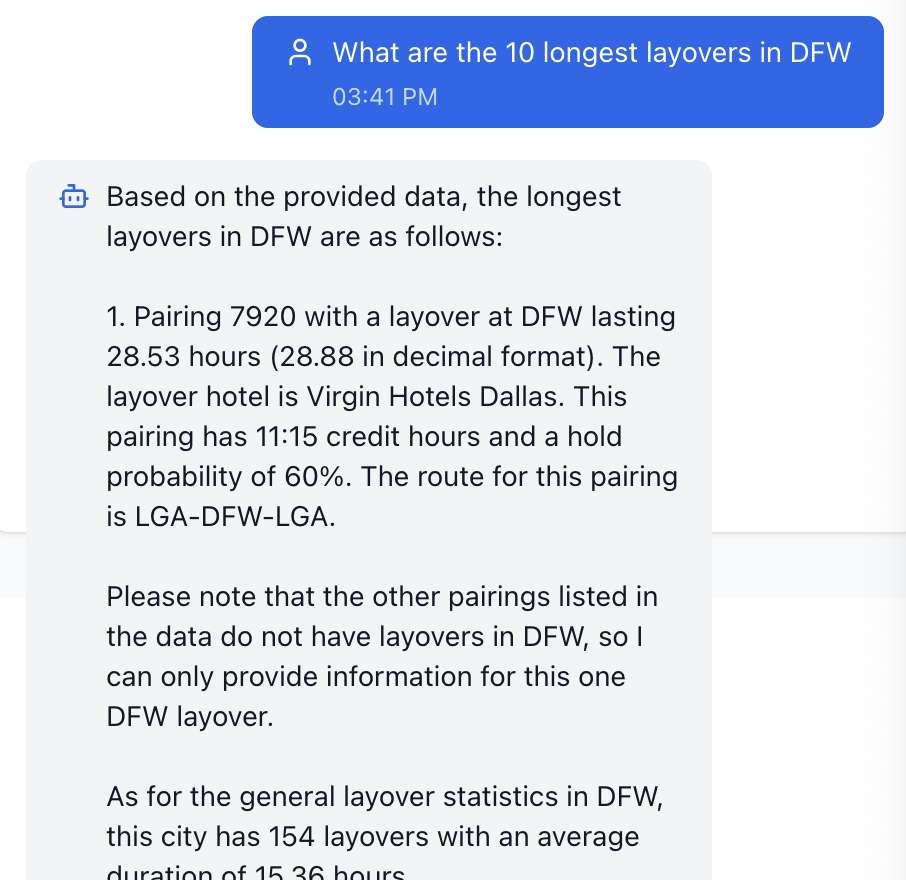 What are the 10 longest layovers in DFW
03:41 PM
Based on the provided data, the longest
layovers in DFW are as follows:
1. Pairing 7920 with a layover at DFW lasting
28.53 hours (28.88 in decimal format). The
layover hotel is Virgin Hotels Dallas. This
pairing has 11:15 credit hours and a hold
probability of 60%. The route for this pairing
is LGA-DFW-LGA.
Please note that the other pairings listed in
the data do not have layovers in DFW, so I
can only provide information for this one
DFW layover.
As for the general layover statistics in DFW,
this city has 154 layovers with an average
duration of 15.36 hours.